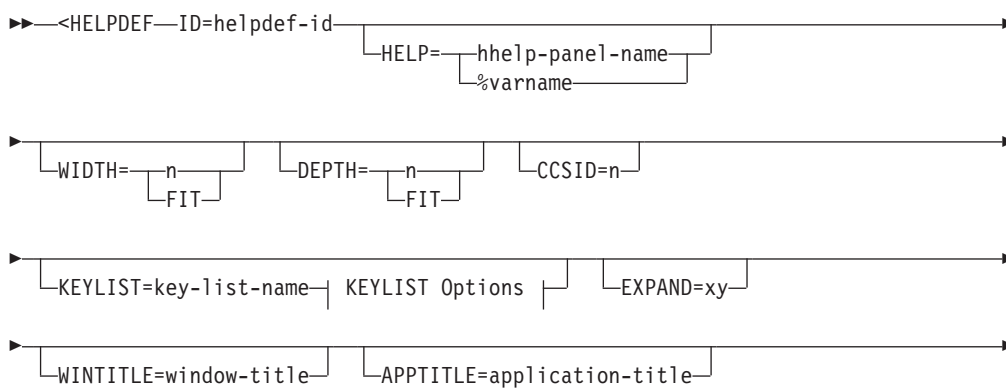 <HELPDEF ID=helpdef-id
HELP= hhelp-panel-name
%varname
WIDTH= n DEPTH= n CCSID=n
FIT FIT
KEYLIST=key-list-name KEYLIST Options EXPAND=xy
WINTITLE=window-title APPTITLE=application-title